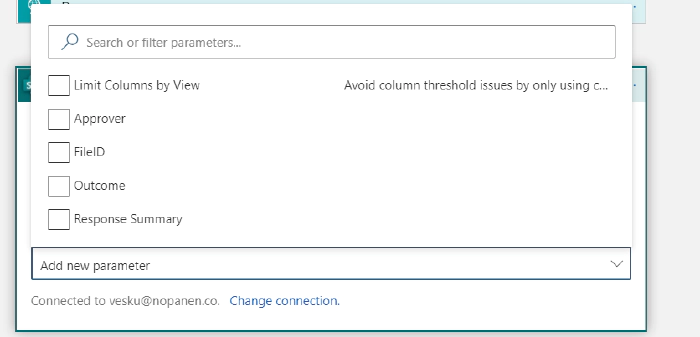 Search or filter parameters...
Limit Columns by View Avoid column threshold issues by only using c...
Approver
FileID
Outcome
Response Summary
Add new parameter
Connected to vesku@nopanen.co. Change connection.